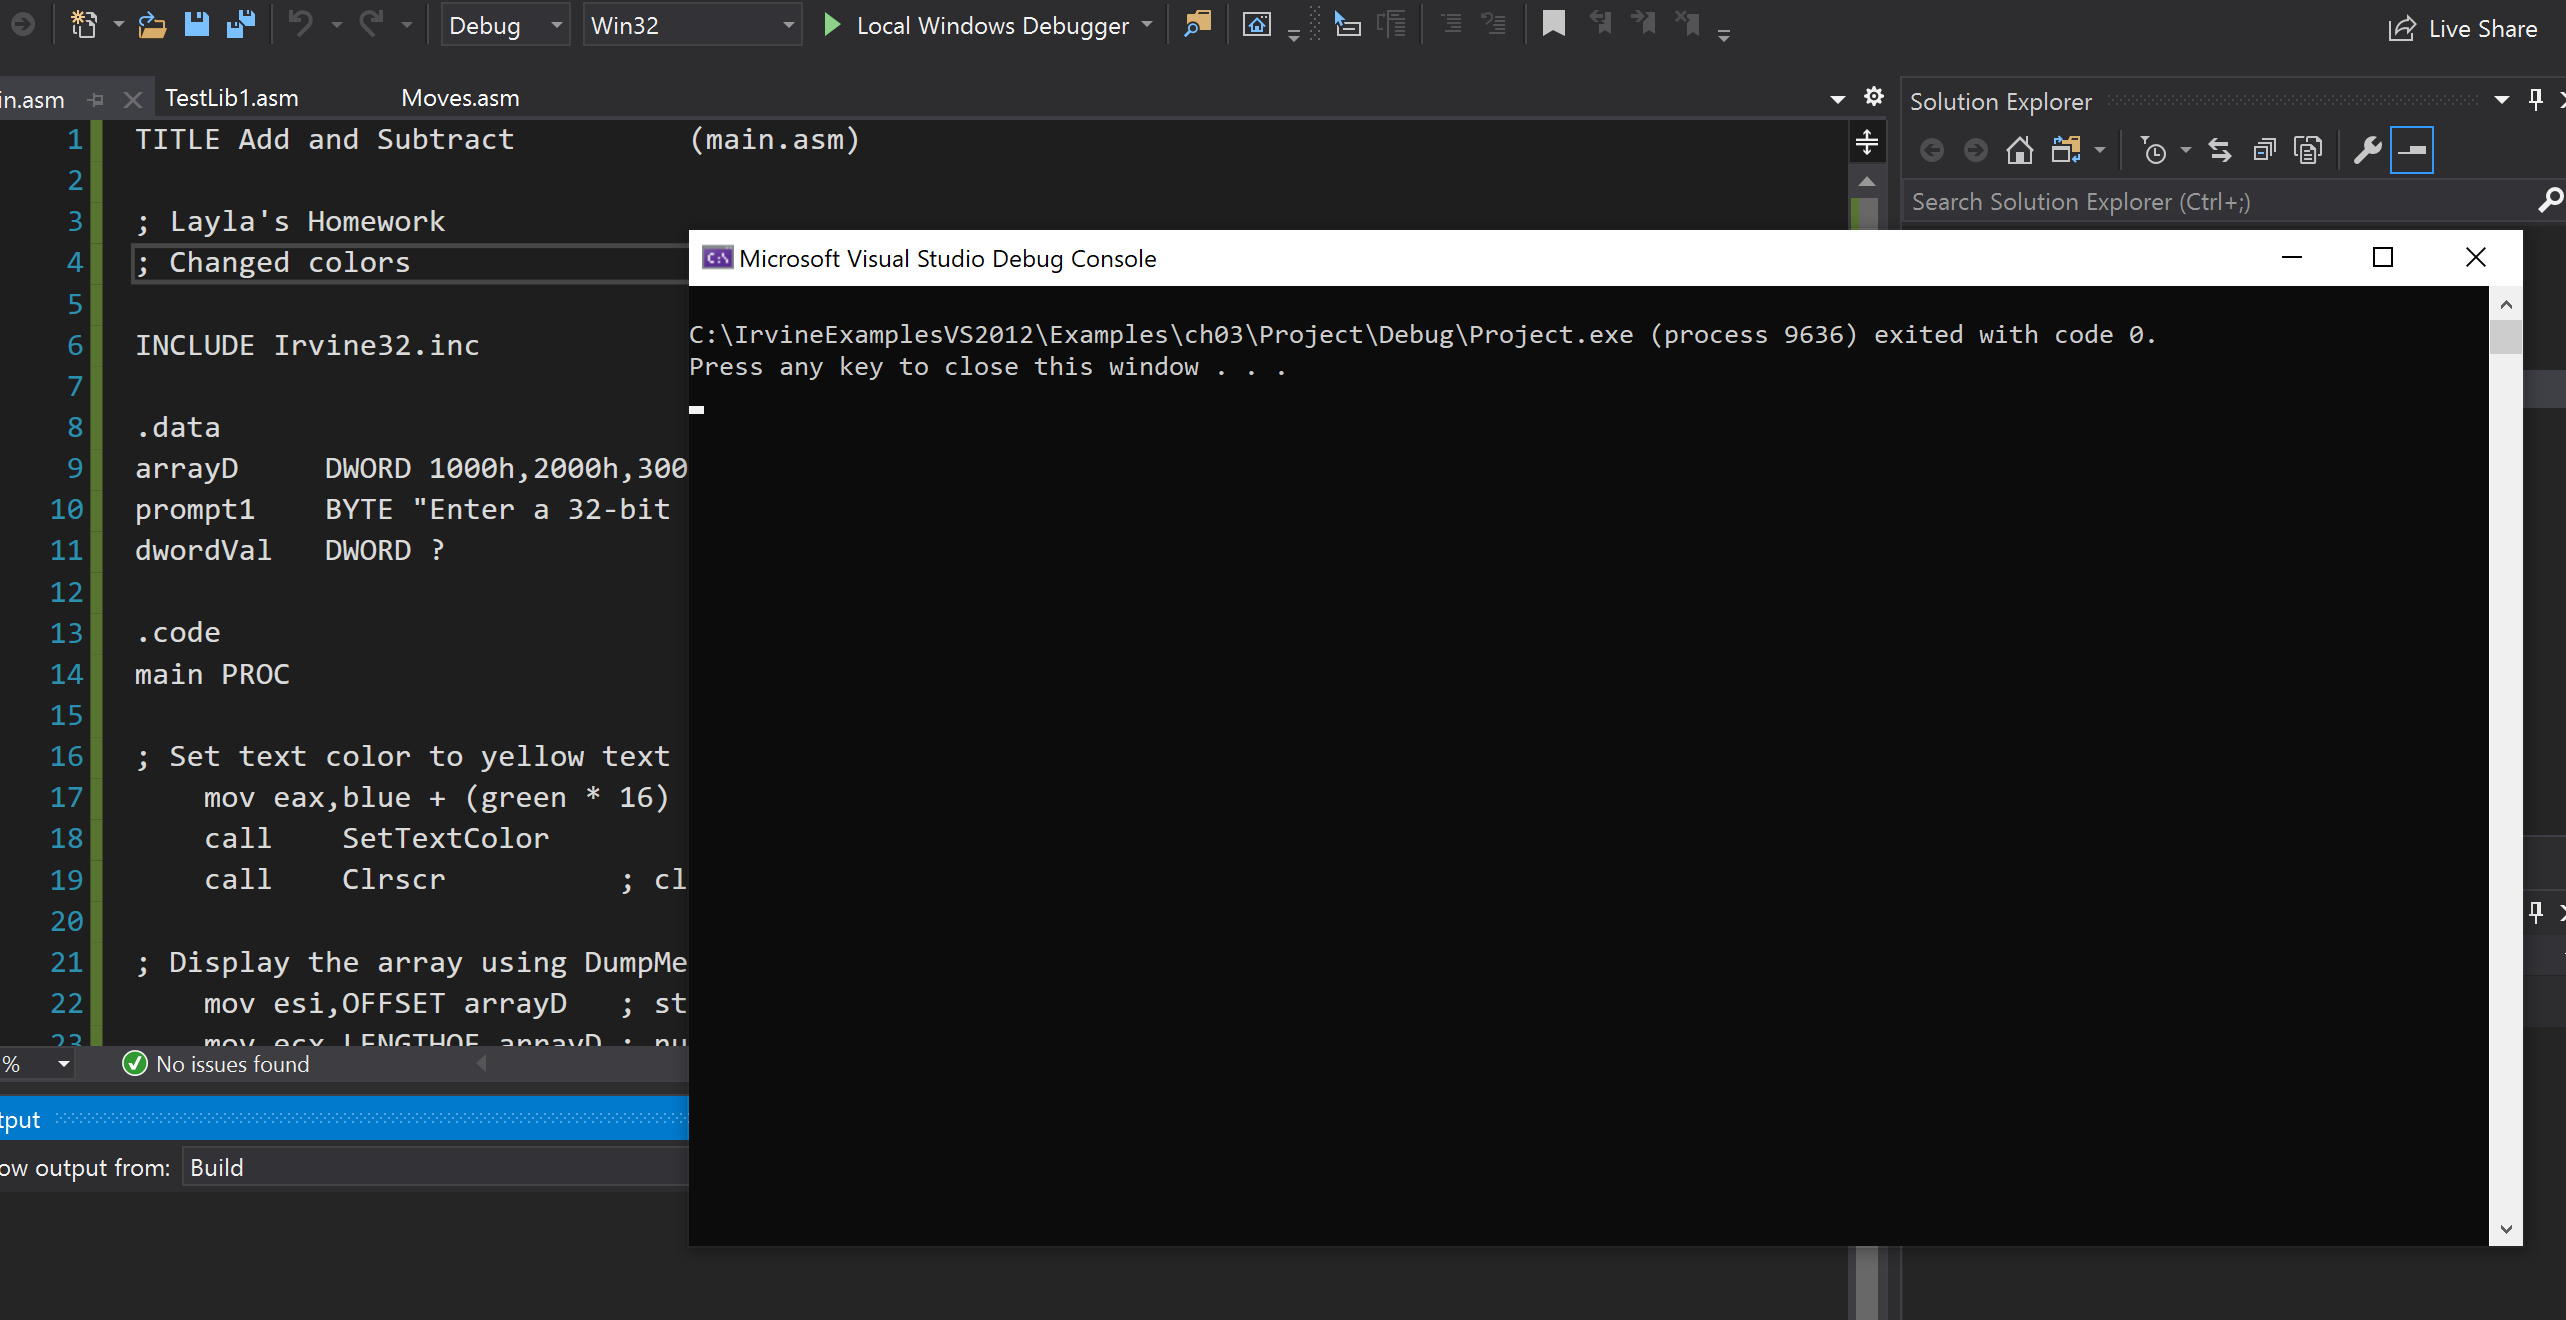 Debug
Win32
Local Windows Debugger
Live Share
in.asm
TestLib1.asm
Moves.asm
Solution Explorer
Search Solution Explorer (Ctrl+;)
1 TITLE Add and Subtract (main.asm)
2
3 ; Layla's Homework
4 ; Changed colors
5
6 INCLUDE Irvine32.inc
7
8 .data
9 arrayD DWORD 1000h,2000h,300
10 prompt1 BYTE "Enter a 32-bit
11 dwordVal DWORD ?
12
13 .code
14 main PROC
15
16 ; Set text color to yellow text
17 mov eax,blue + (green * 16)
18 call SetTextColor
19 call Clrscr ; cl
20
21 ; Display the array using DumpMe
22 mov esi,OFFSET arrayD ; st
23 mov ecx,LENGTHOF arrayD ; nu
% No issues found
tput
ow output from: Build
C:\ Microsoft Visual Studio Debug Console
C:\IrvineExamplesVS2012\Examples\ch03\Project\Debug\Project.exe (process 9636) exited with code 0.
Press any key to close this window . . .